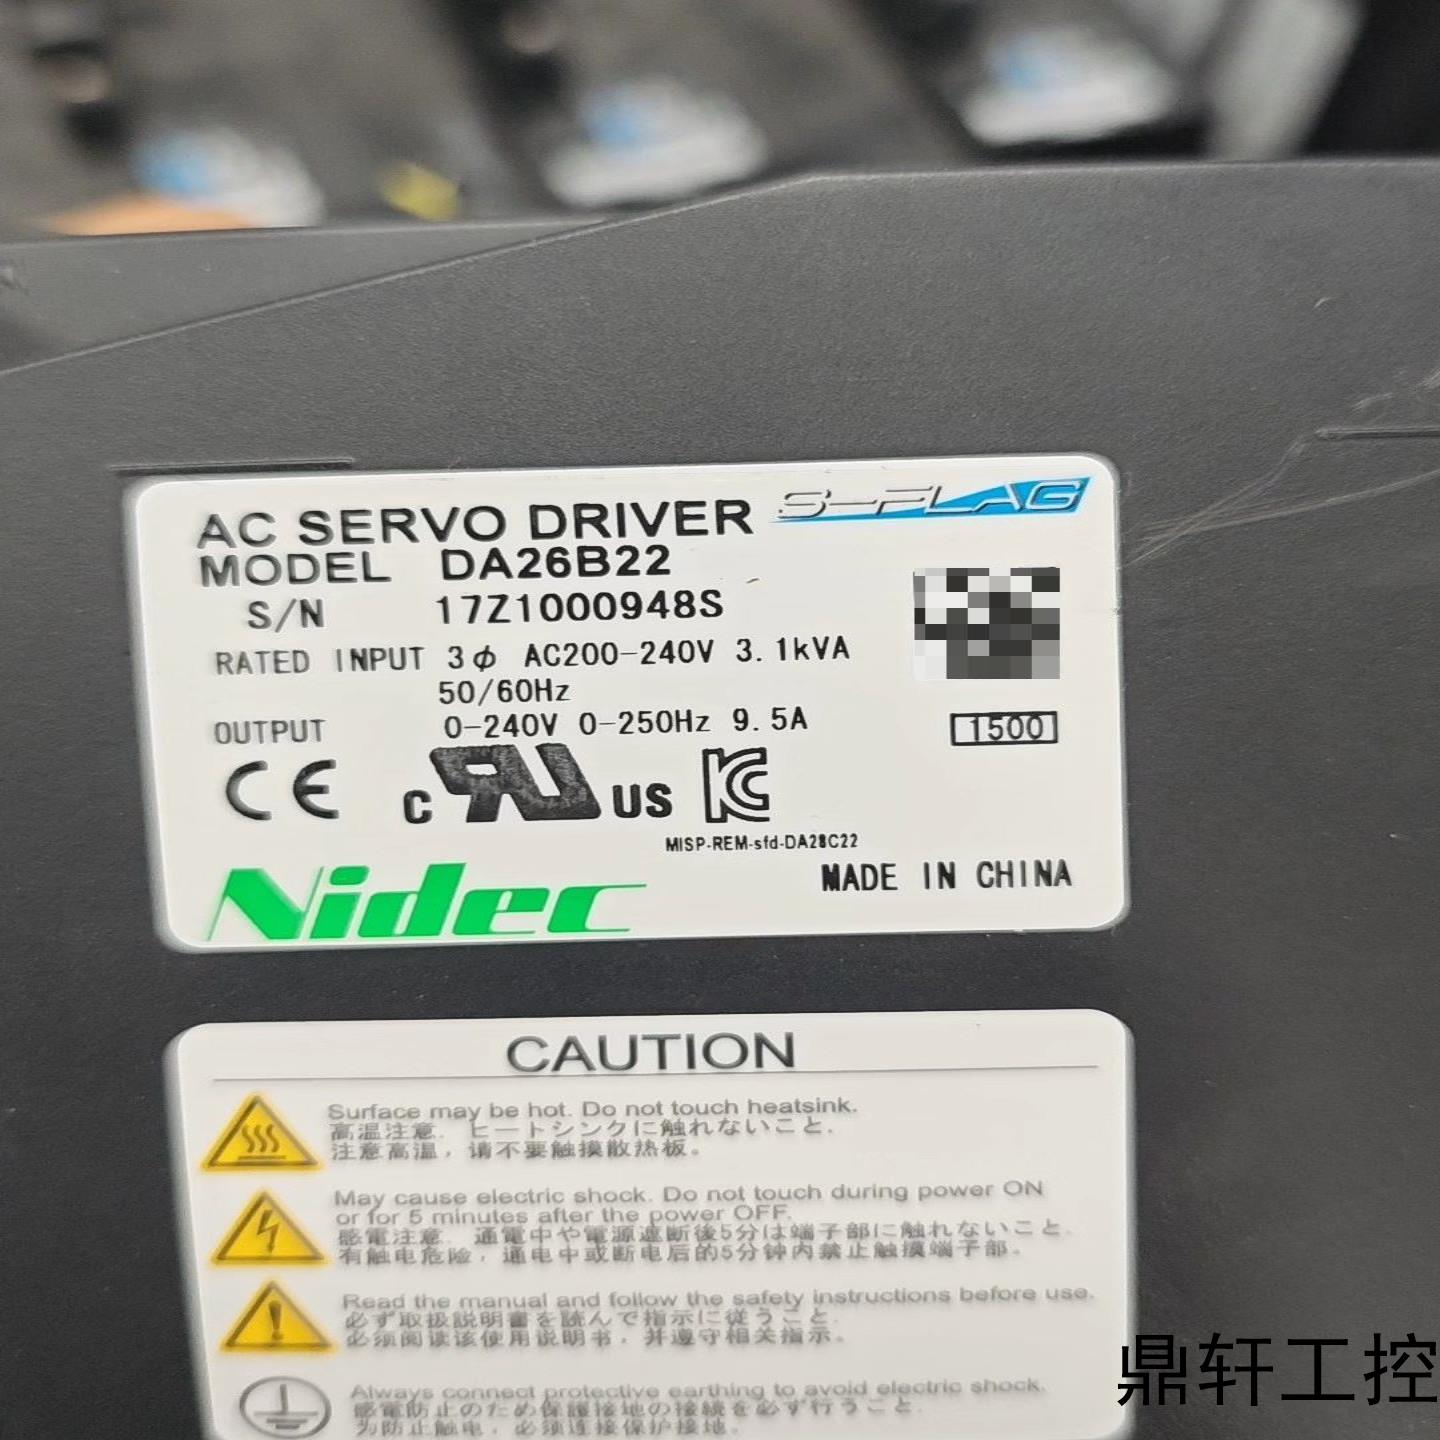 AC SERVO DRIVER S-FLAG
MODEL DA26B22
S/N 17Z1000948S
RATED INPUT 3φ AC200-240V 3.1kVA
50/60Hz
OUTPUT 0-240V 0-250Hz 9.5A
1500
CE c RU US KC
MISP-REM-sfd-DA28C22
MADE IN CHINA
Nidec
CAUTION
Surface may be hot. Do not touch heatsink.
高温注意. ヒートシンクに触れないこと.
注意高温，请不要触摸散热板。
May cause electric shock. Do not touch during power ON
or for 5 minutes after the power OFF.
感電注意. 通電中や電源遮断後5分は端子部に触れないこと.
有触电危险，通电中或断电后的5分钟内禁止触摸端子部。
Read the manual and follow the safety instructions before use.
必ず取扱説明書を読んで指示に従うこと.
必须阅读该使用说明书，并遵守相关指示。
Always connect protective earthing to avoid electric shock.
感電防止のため保護接地の接続を必ず行うこと.
为防止触电，必须连接保护接地。
鼎轩工控